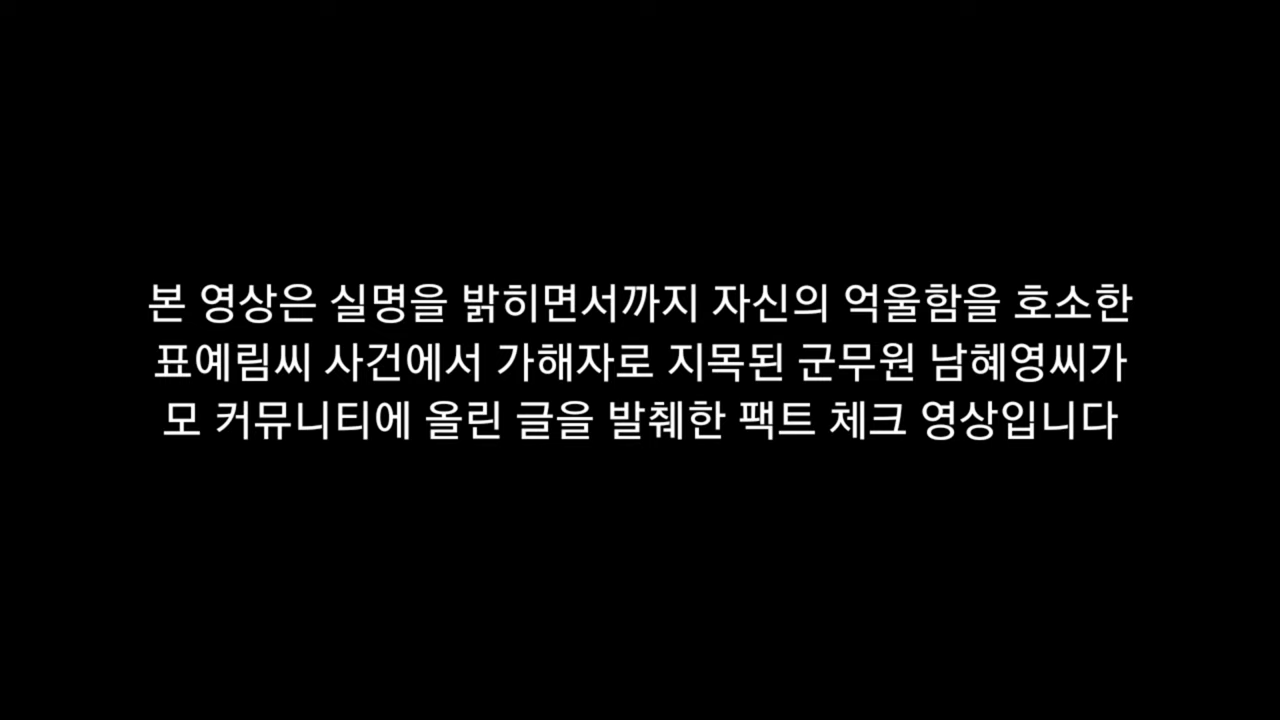 본 영상은 실명을 밝히면서까지 자신의 억울함을 호소한
표예림씨 사건에서 가해자로 지목된 군무원 남혜영씨가
모 커뮤니티에 올린 글을 발췌한 팩트 체크 영상입니다